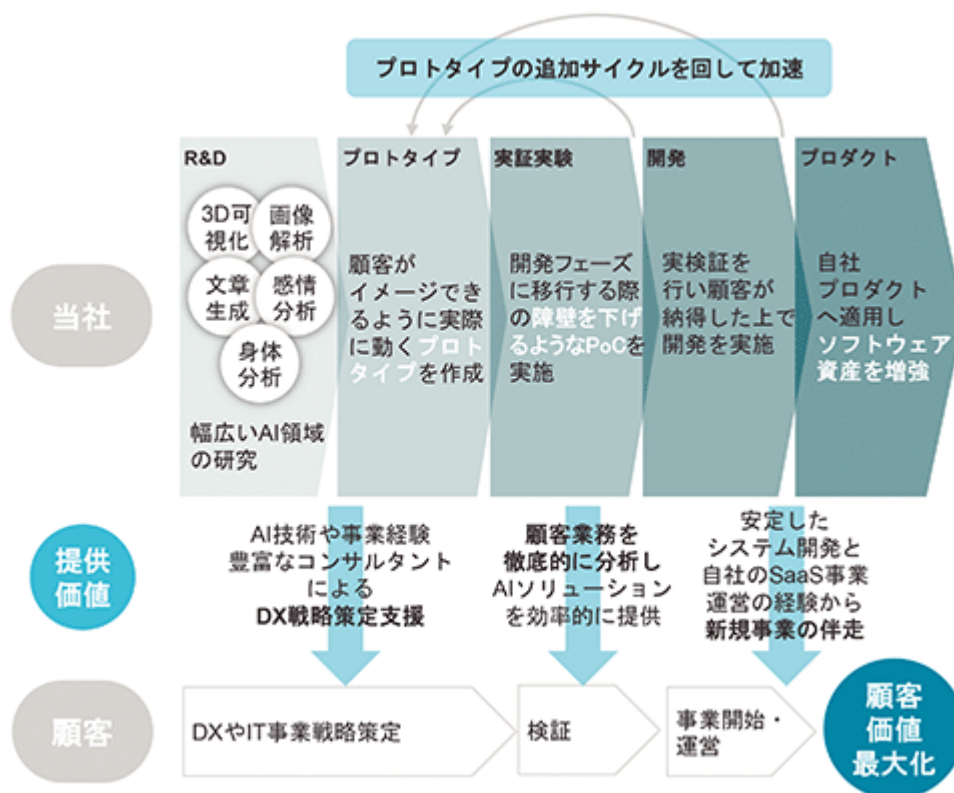 プロトタイプの追加サイクルを回して加速
R&D
3D可
視化
画像
解析
文章
生成
感情
分析
身体
分析
幅広いAI領域
の研究
プロトタイプ
顧客が
イメージできる
ように実際
に動くプロト
タイプを作成
実証実験
開発フェーズ
に移行する際
の障壁を下げ
るようなPoCを
実施
開発
実検証を
行い顧客が
納得した上で
開発を実施
プロダクト
自社
プロダクト
へ適用し
ソフトウェア
資産を増強
当社
提供
価値
AI技術や事業経験
豊富なコンサルタント
による
DX戦略策定支援
顧客業務を
徹底的に分析し
AIソリューション
を効率的に提供
安定した
システム開発と
自社のSaaS事業
運営の経験から
新規事業の伴走
顧客
DXやIT事業戦略策定
検証
事業開始・
運営
顧客
価値
最大化